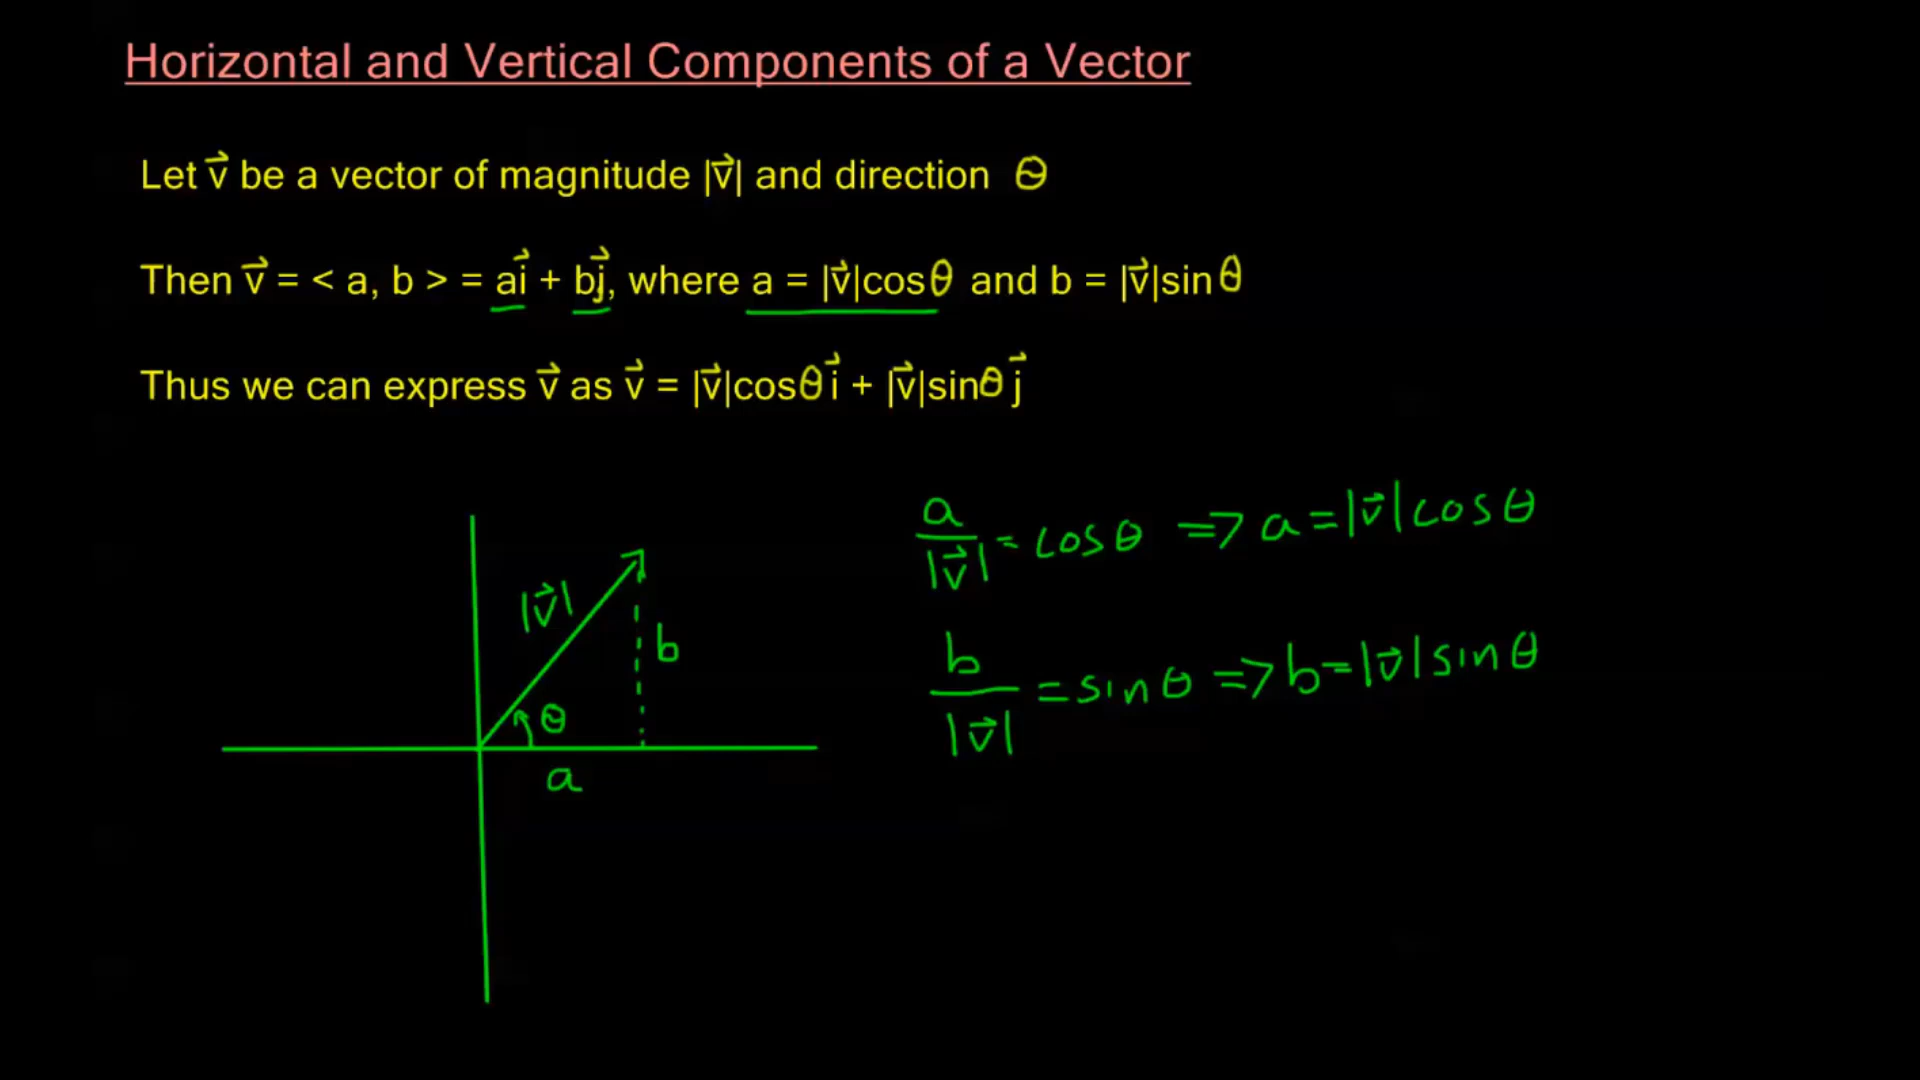 Horizontal and Vertical Components of a Vector
Let v⃗ be a vector of magnitude |v⃗| and direction θ
Then v⃗ = < a, b > = ai⃗ + bj⃗, where a = |v⃗|cosθ and b = |v⃗|sinθ
Thus we can express v⃗ as v⃗ = |v⃗|cosθ i⃗ + |v⃗|sinθ j⃗
a/|v⃗| = cosθ ⇒ a = |v⃗|cosθ
|v⃗|
b
b/|v⃗| = sinθ ⇒ b = |v⃗|sinθ
θ
a